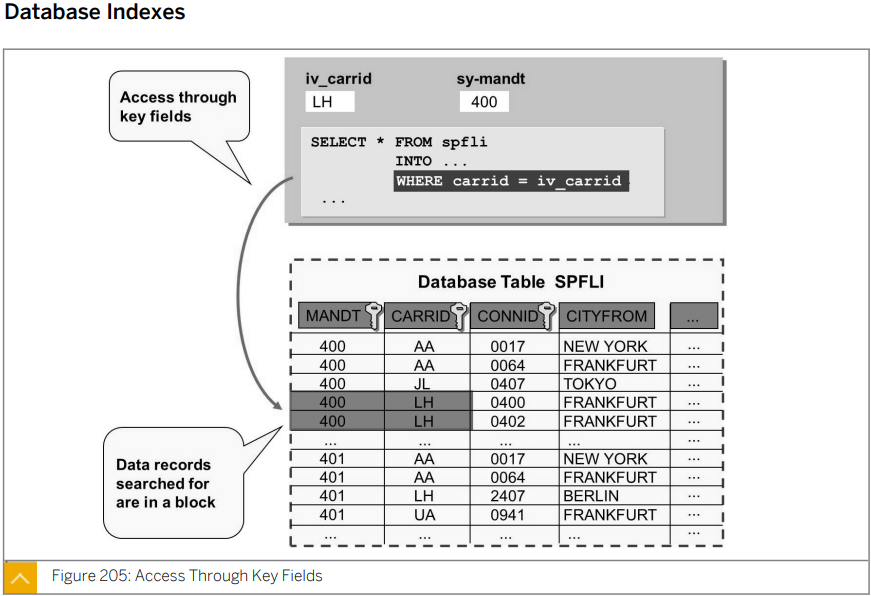 Database Indexes
Access through
key fields
iv_carrid sy-mandt
LH 400
SELECT * FROM spfli
INTO ...
WHERE carrid = iv_carrid
...
Database Table SPFLI
MANDT CARRID CONNID CITYFROM ...
400 AA 0017 NEW YORK ...
400 AA 0064 FRANKFURT ...
400 JL 0407 TOKYO ...
400 LH 0400 FRANKFURT ...
400 LH 0402 FRANKFURT ...
... ... ... ... ...
401 AA 0017 NEW YORK ...
401 AA 0064 FRANKFURT ...
401 LH 2407 BERLIN ...
401 UA 0941 FRANKFURT ...
... ... ... ... ...
Data records
searched for
are in a block
Figure 205: Access Through Key Fields